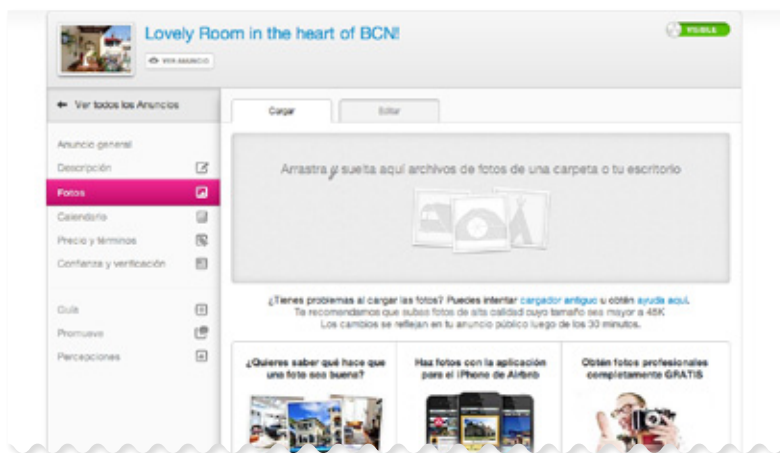 Lovely Room in the heart of BCN!
VISIBLE
VER ANUNCIO
Ver todos los Anuncios
Cargar
Editar
Anuncio general
Descripción
Fotos
Calendario
Precio y términos
Confianza y verificación
Guía
Promueve
Percepciones
Arrastra y suelta aquí archivos de fotos de una carpeta o tu escritorio
¿Tienes problemas al cargar las fotos? Puedes intentar cargador antiguo u obtén ayuda aquí.
Te recomendamos que subas fotos de alta calidad cuyo tamaño sea mayor a 48K
Los cambios se reflejan en tu anuncio público luego de los 30 minutos.
¿Quieres saber qué hace que
una foto sea buena?
Haz fotos con la aplicación
para el iPhone de Airbnb
Obtén fotos profesionales
completamente GRATIS